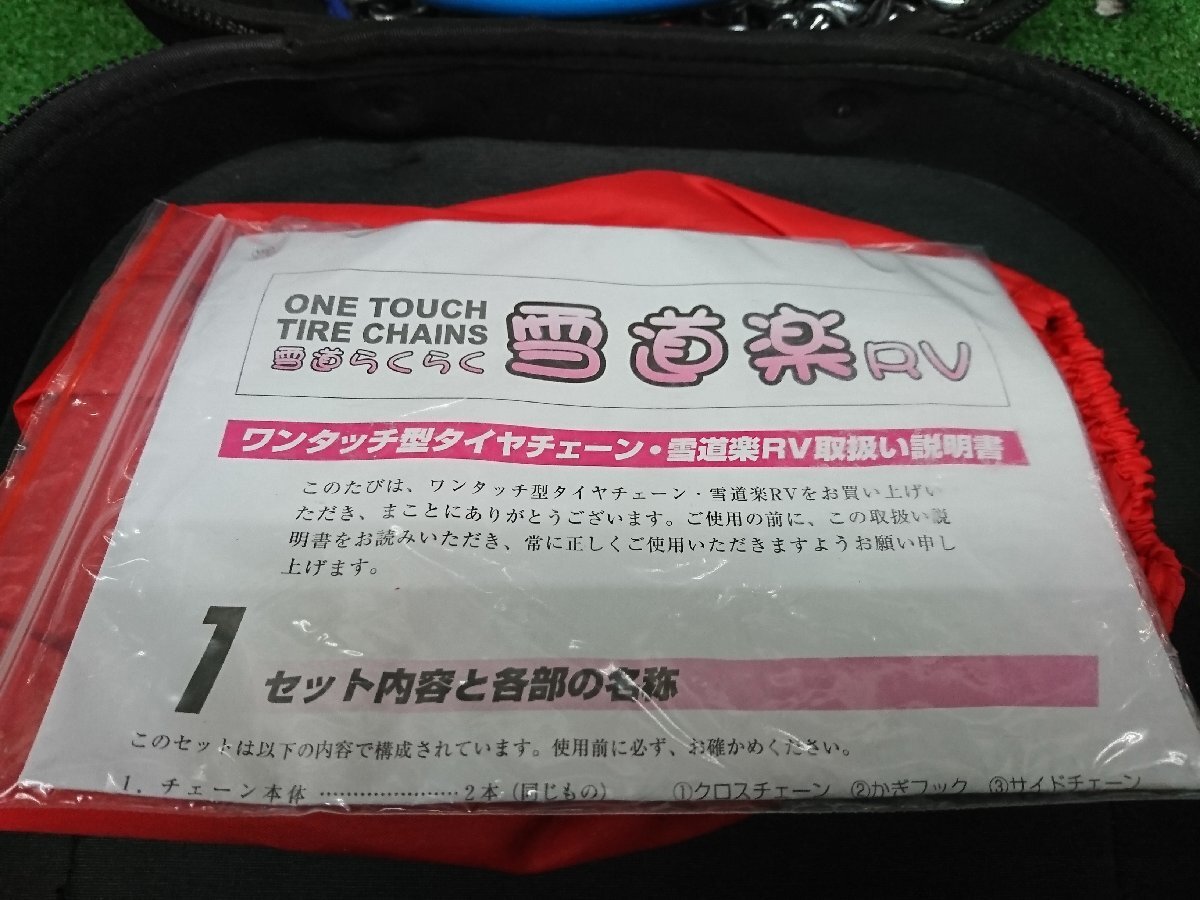 ONE TOUCH
TIRE CHAINS
雪道らくらく
雪道楽RV
ワンタッチ型タイヤチェーン・雪道楽RV取扱い説明書
このたびは、ワンタッチ型タイヤチェーン・雪道楽RVをお買い上げい
ただき、まことにありがとうございます。ご使用の前に、この取扱い説
明書をお読みいただき、常に正しくご使用いただきますようお願い申し
上げます。
1 セット内容と各部の名称
このセットは以下の内容で構成されています。使用前に必ず、お確かめください。
1. チェーン本体 …………………2本（同じもの） ①クロスチェーン ②かぎフック ③サイドチェーン